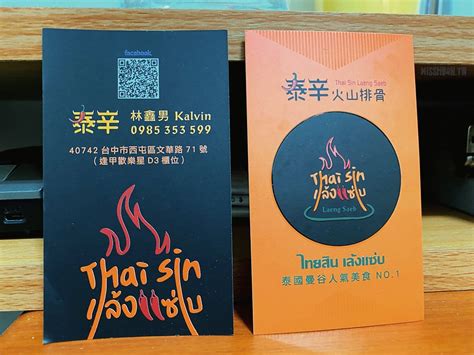 facebook
泰辛
林鑫男 Kalvin
0985 353 599
40742 台中市西屯區文華路 71 號
( 逢甲歡樂星 D3 櫃位 )
Thai Sin
เล้งแซ่บ
Thai Sin Lueng Saeb
泰辛 火山排骨
Thai Sin
เล้งแซ่บ
Lueng Saeb
ไทยสิน เล้งแซ่บ
泰國曼谷人氣美食 NO.1